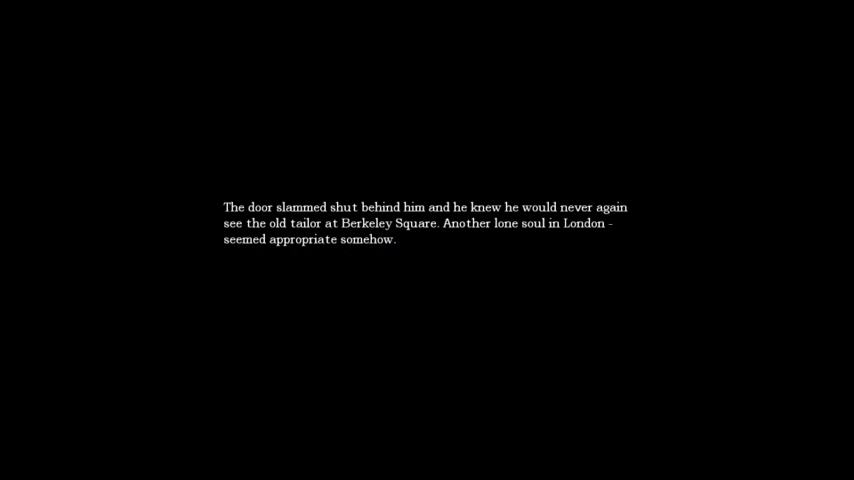 The door slammed shut behind him and he knew he would never again
see the old tailor at Berkeley Square. Another lone soul in London -
seemed appropriate somehow.